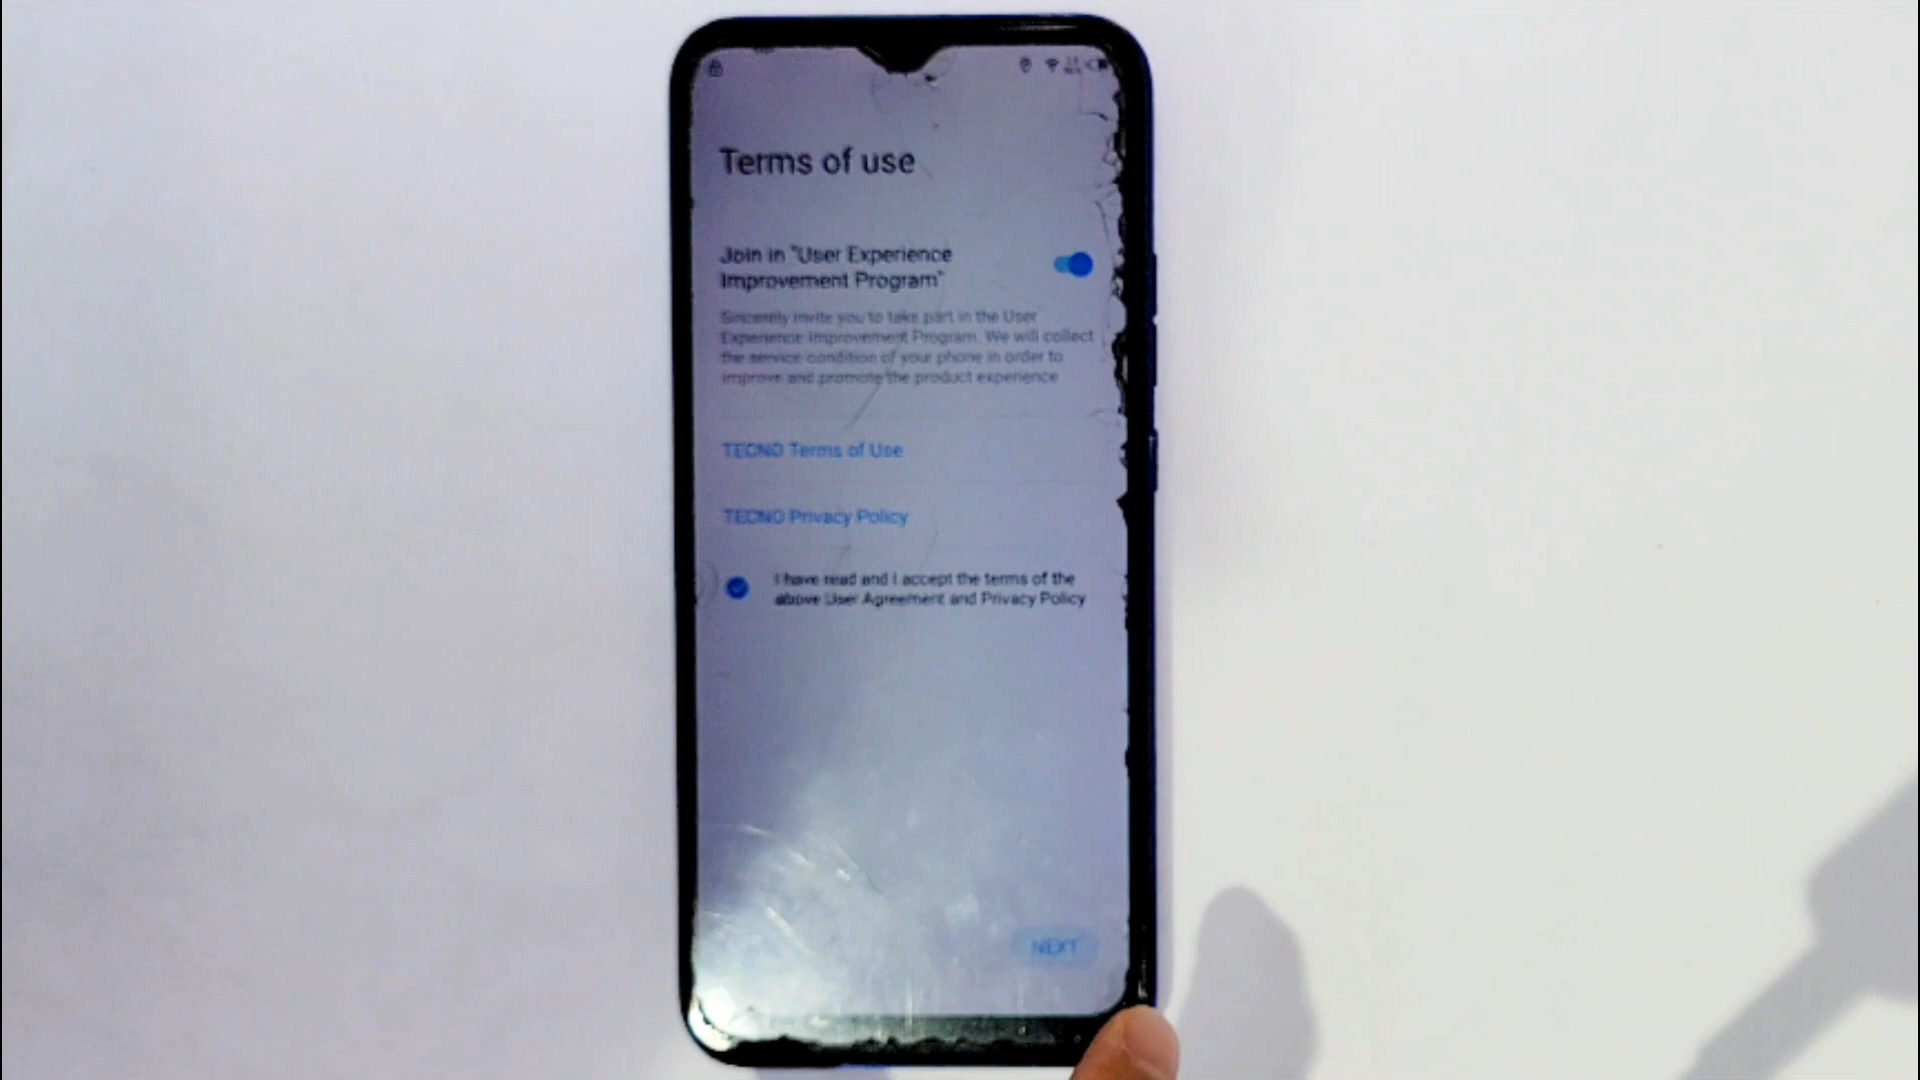 Terms of use
Join in "User Experience
Improvement Program"
Sincerely invite you to take part in the User
Experience Improvement Program. We will collect
the service condition of your phone in order to
improve and promote the product experience
TECNO Terms of Use
TECNO Privacy Policy
I have read and I accept the terms of the
above User Agreement and Privacy Policy
NEXT